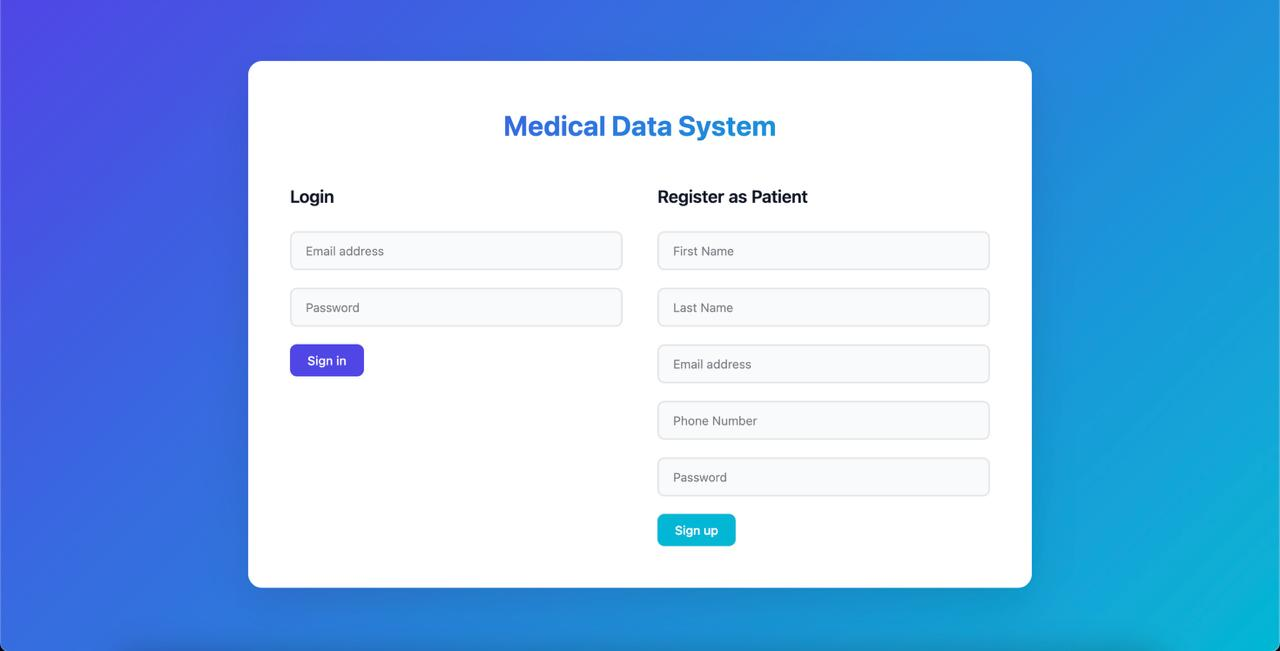 Medical Data System
Login
Email address
Password
Sign in
Register as Patient
First Name
Last Name
Email address
Phone Number
Password
Sign up